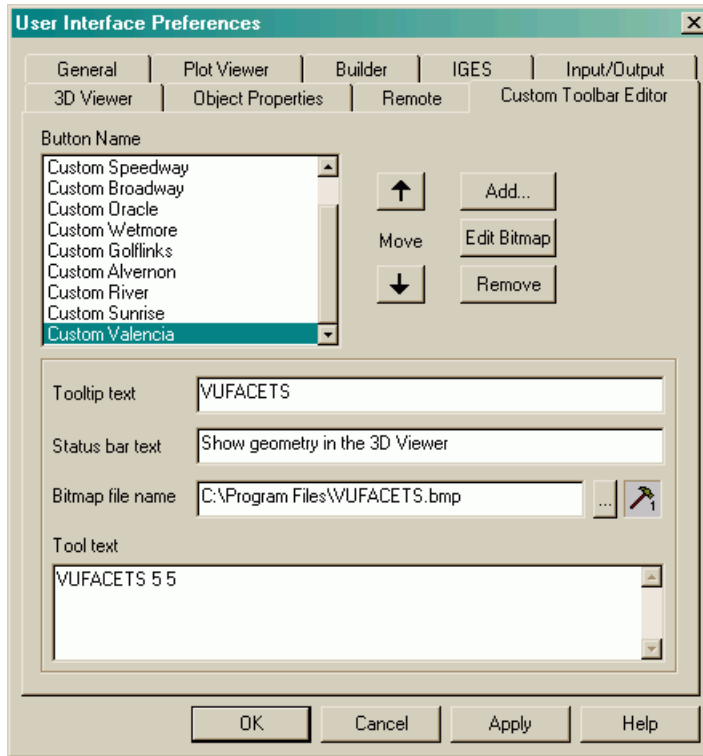 User Interface Preferences
General Plot Viewer Builder IGES Input/Output
3D Viewer Object Properties Remote Custom Toolbar Editor
Button Name
Custom Speedway
Custom Broadway
Custom Oracle
Custom Wetmore
Custom Golflinks
Custom Alvernon
Custom River
Custom Sunrise
Custom Valencia
Move
Add...
Edit Bitmap
Remove
Tooltip text VUFACETS
Status bar text Show geometry in the 3D Viewer
Bitmap file name C:\Program Files\VUFACETS.bmp ... 1
Tool text
VUFACETS 5 5
OK Cancel Apply Help